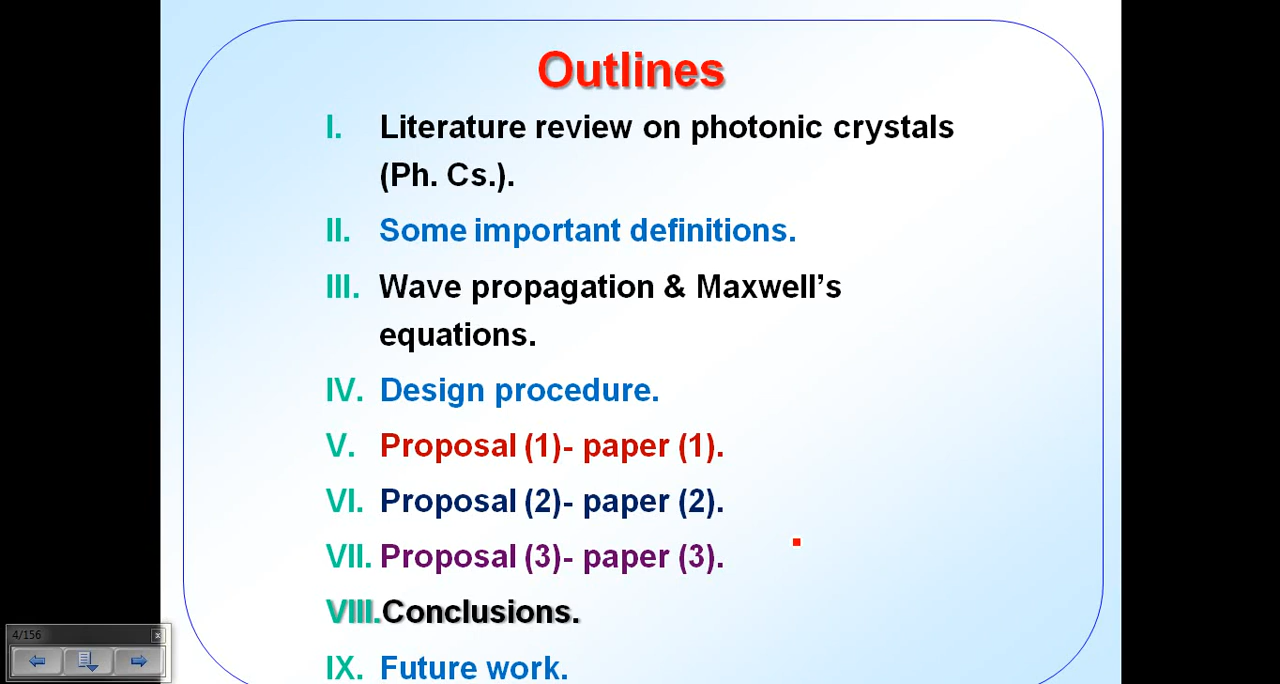 Outlines
I. Literature review on photonic crystals
(Ph. Cs.).
II. Some important definitions.
III. Wave propagation & Maxwell’s
equations.
IV. Design procedure.
V. Proposal (1)- paper (1).
VI. Proposal (2)- paper (2).
VII. Proposal (3)- paper (3).
VIII.Conclusions.
IX. Future work.
4/156